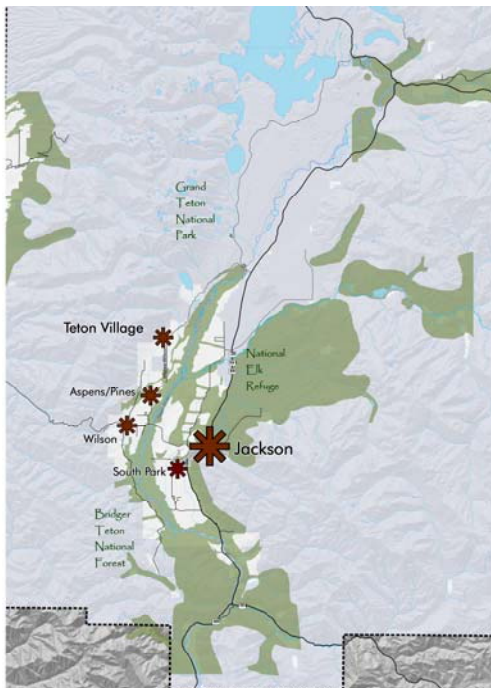 Grand
Teton
National
Park
Teton Village
National
Elk
Refuge
Aspens/Pines
Wilson
Jackson
South Park
Bridger
Teton
National
Forest